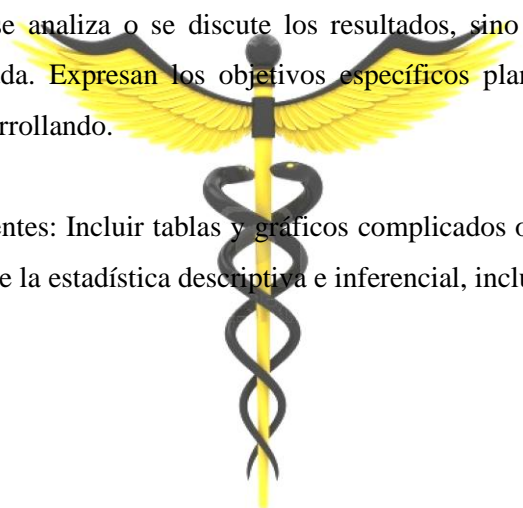 se analiza o se discute los resultados, sino
da. Expresan los objetivos específicos plan
rrollando.
entes: Incluir tablas y gráficos complicados o
e la estadística descriptiva e inferencial, inclu